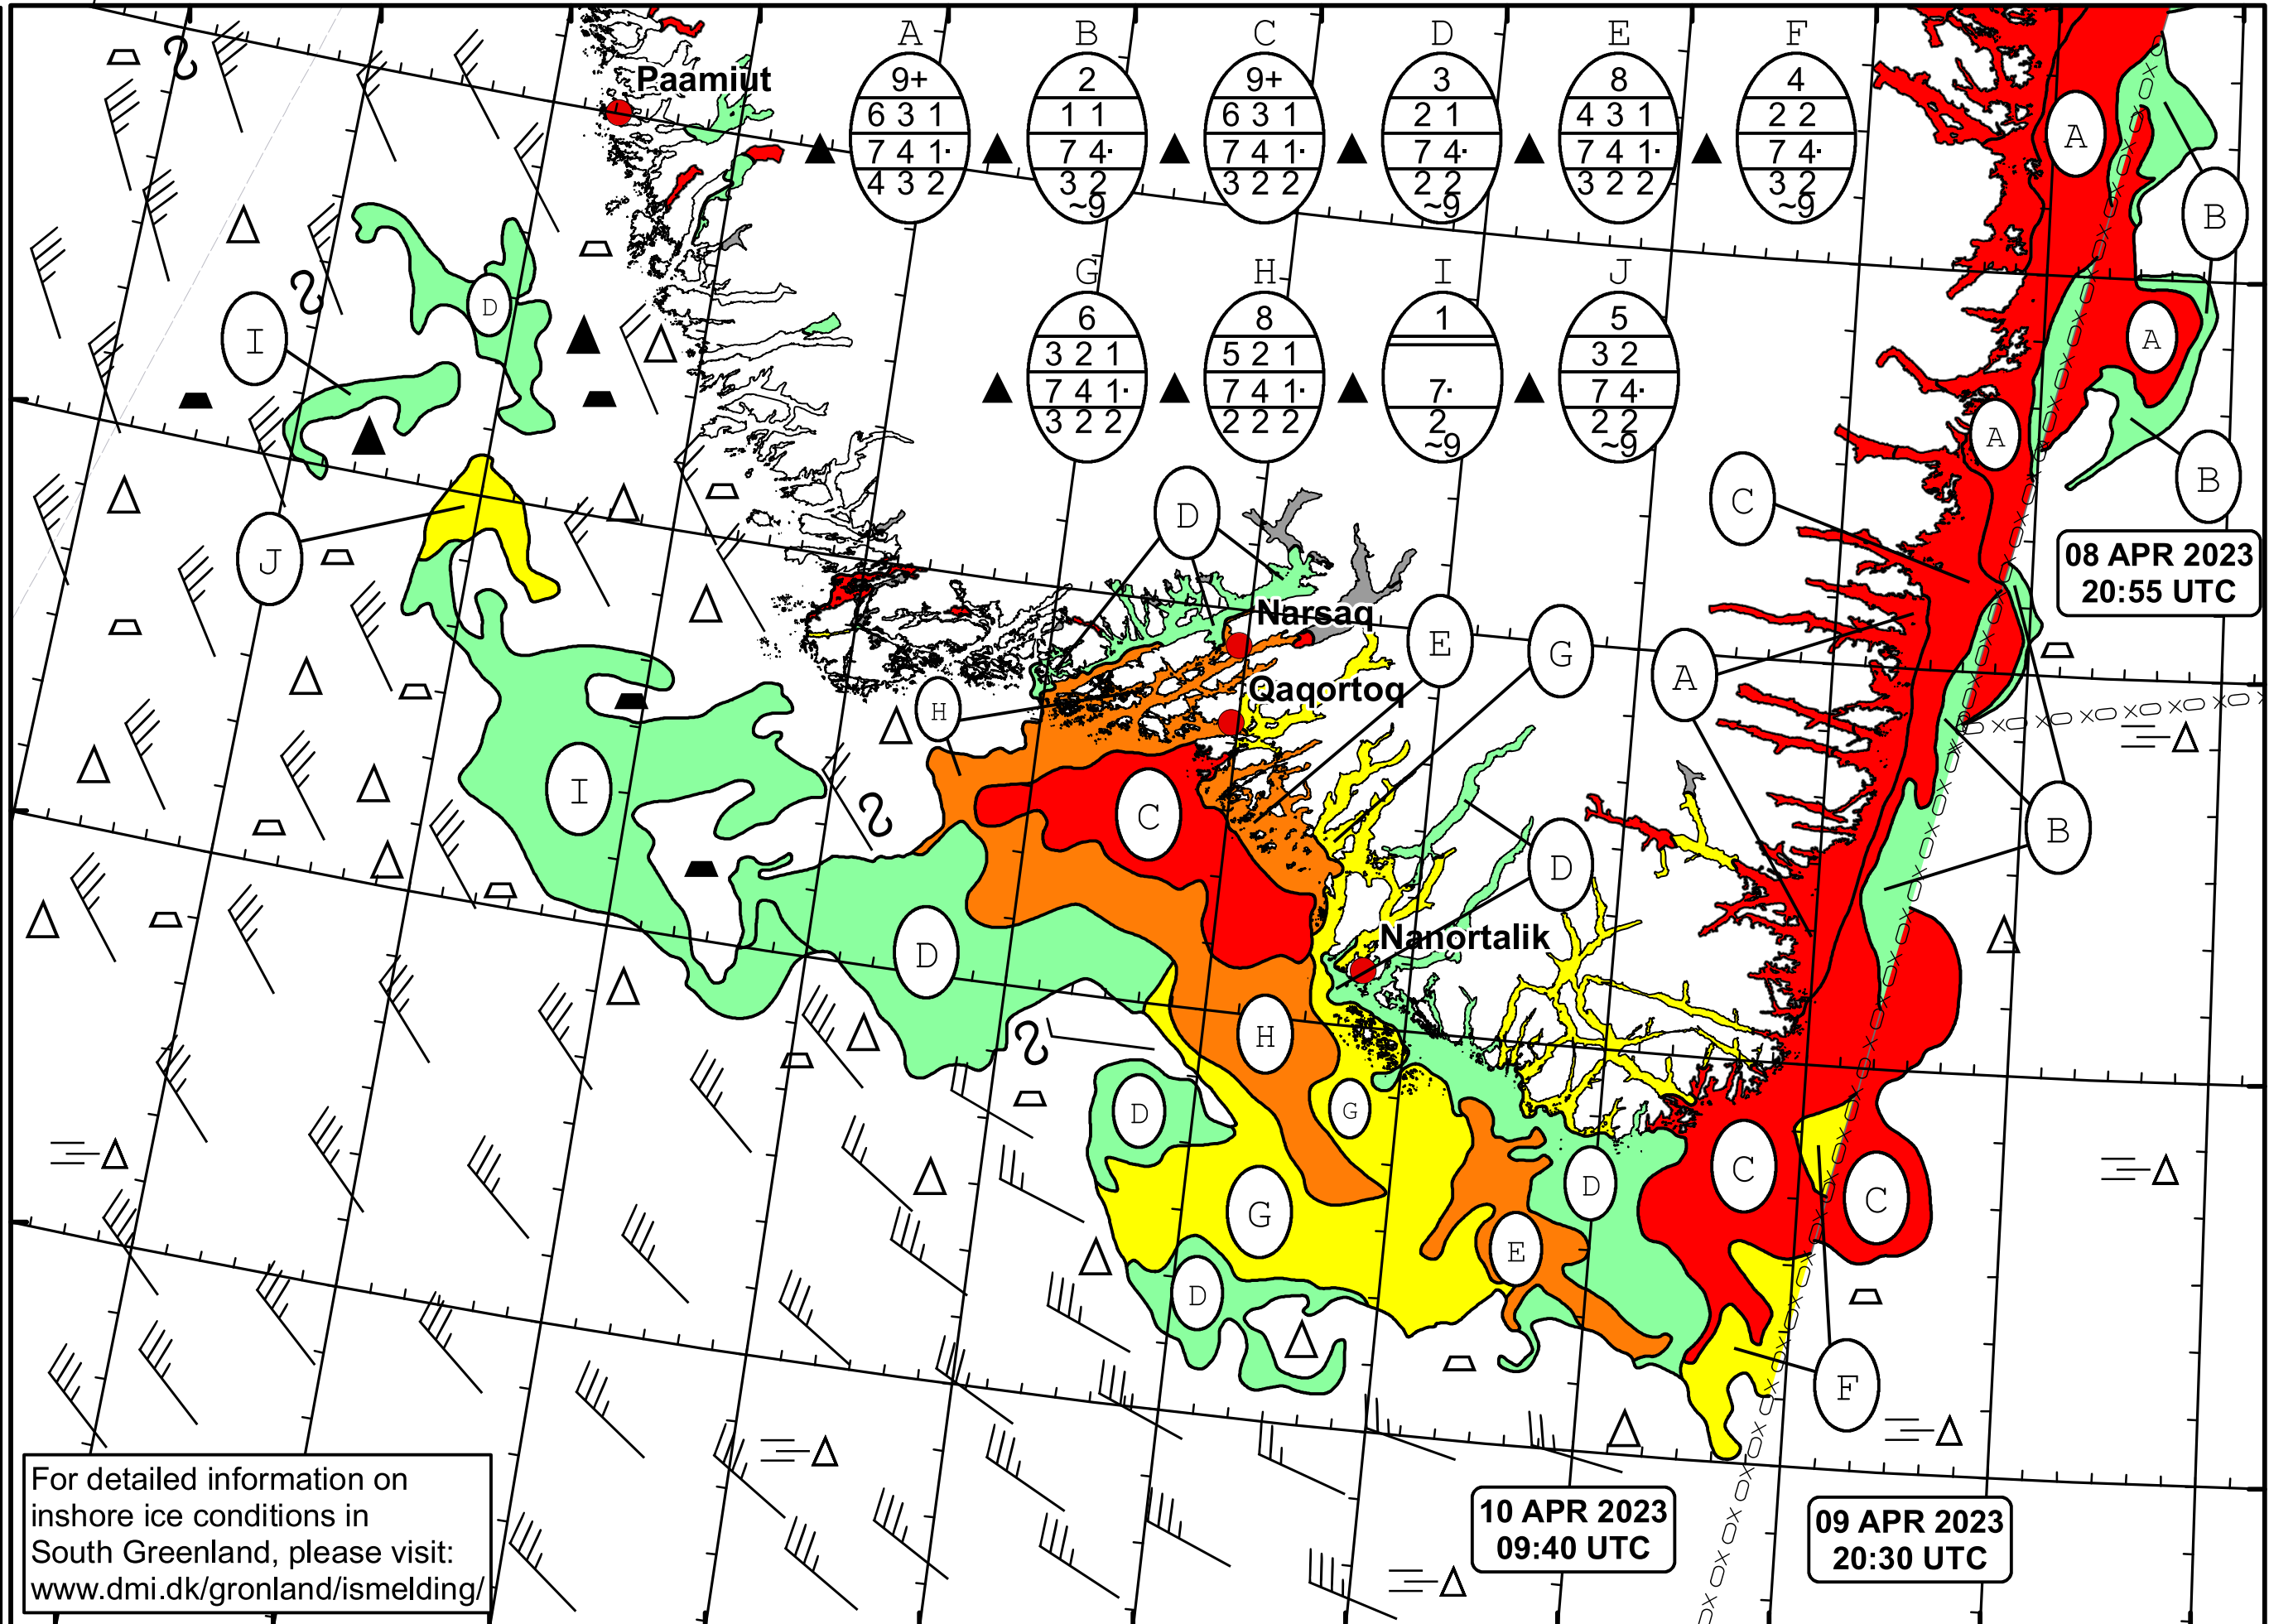 A B C D E F
9+ 2 9+ 3 8 4
6 3 1 1 1 6 3 1 2 1 4 3 1 2 2
7 4 1· 7 4· 7 4 1· 7 4· 7 4 1· 7 4·
4 3 2 3 2 3 2 2 2 2 3 2 2 3 2
~9 ~9 ~9
Paamiut
A
B
G H I J
6 8 1 5
3 2 1 5 2 1 3 2
7 4 1· 7 4 1· 7· 7 4·
3 2 2 2 2 2 2 2 2
~9 ~9
D
I
A
A
B
C
D
J
08 APR 2023
20:55 UTC
Narsaq
E
G
A
Qaqortoq
H
I
C
B
D
Nanortalik
D
H
D
G
C
D
C
G
E
D
F
For detailed information on
inshore ice conditions in
South Greenland, please visit:
www.dmi.dk/gronland/ismelding/
10 APR 2023
09:40 UTC
09 APR 2023
20:30 UTC